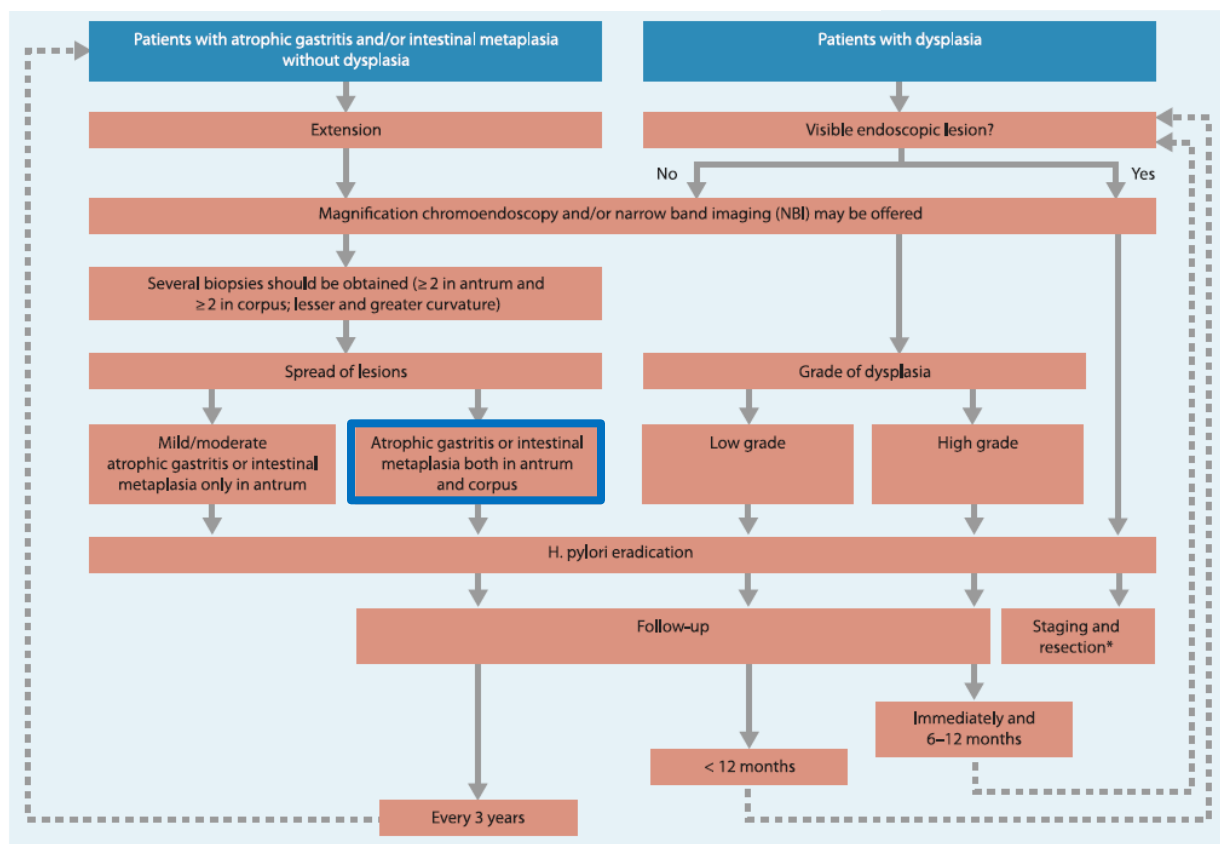 Patients with atrophic gastritis and/or intestinal metaplasia
without dysplasia
Patients with dysplasia
Extension
Visible endoscopic lesion?
No
Yes
Magnification chromoendoscopy and/or narrow band imaging (NBI) may be offered
Several biopsies should be obtained (≥ 2 in antrum and
≥ 2 in corpus; lesser and greater curvature)
Spread of lesions
Grade of dysplasia
Mild/moderate
atrophic gastritis or intestinal
metaplasia only in antrum
Atrophic gastritis or intestinal
metaplasia both in antrum
and corpus
Low grade
High grade
H. pylori eradication
Follow-up
Staging and
resection*
Immediately and
6–12 months
< 12 months
Every 3 years